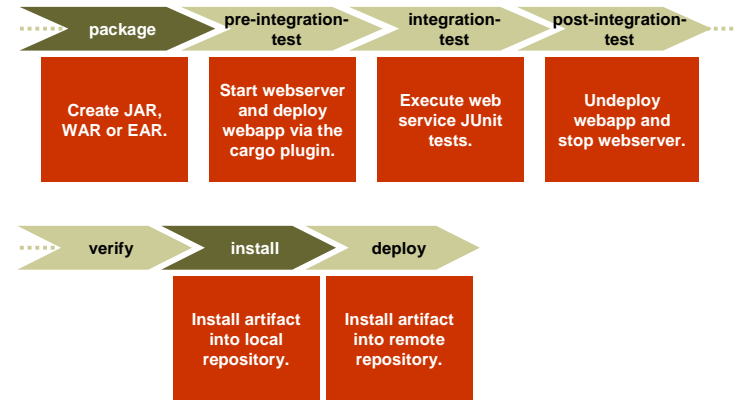 package
pre-integration-
test
integration-
test
post-integration-
test
Create JAR,
WAR or EAR.
Start webserver
and deploy
webapp via the
cargo plugin.
Execute web
service JUnit
tests.
Undeploy
webapp and
stop webserver.
verify
install
deploy
Install artifact
into local
repository.
Install artifact
into remote
repository.